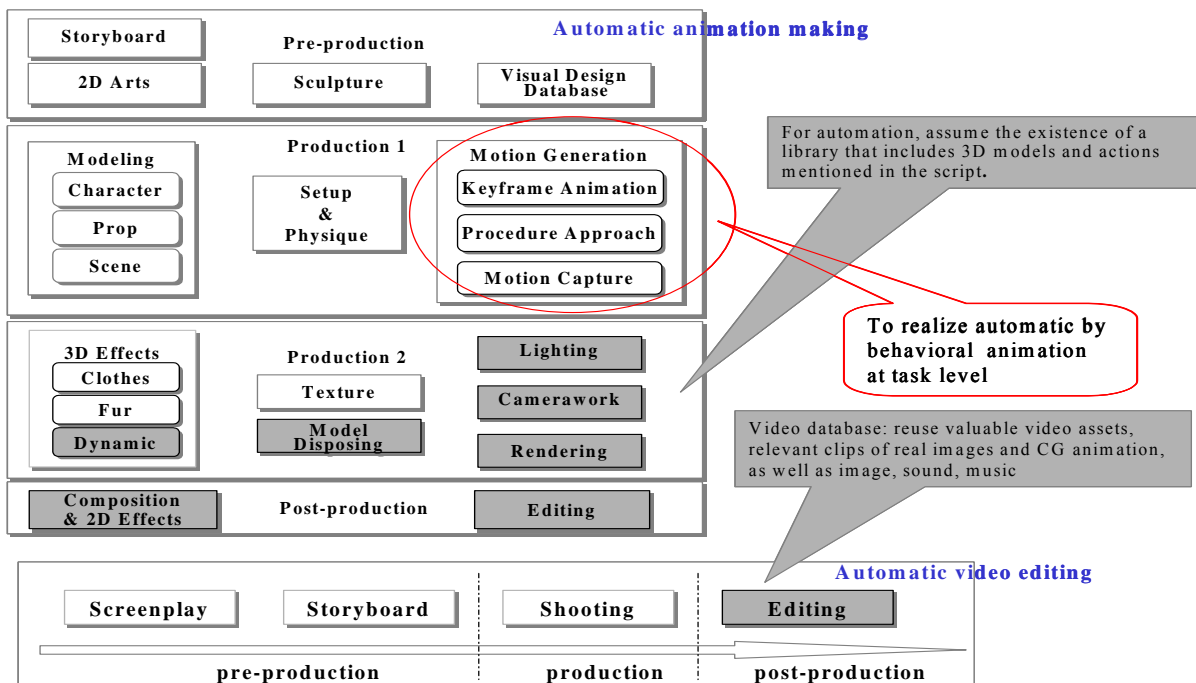 Automatic animation making
Storyboard
Pre-production
2D Arts
Sculpture
Visual Design
Database
Production 1
Modeling
Character
Prop
Scene
Setup
&
Physique
Motion Generation
Keyframe Animation
Procedure Approach
Motion Capture
For automation, assume the existence of a
library that includes 3D models and actions
mentioned in the script.
To realize automatic by
behavioral animation
at task level
3D Effects
Clothes
Fur
Dynamic
Production 2
Texture
Model
Disposing
Lighting
Camerawork
Rendering
Video database: reuse valuable video assets,
relevant clips of real images and CG animation,
as well as image, sound, music
Composition
& 2D Effects
Post-production
Editing
Automatic video editing
Screenplay
Storyboard
Shooting
Editing
pre-production
production
post-production